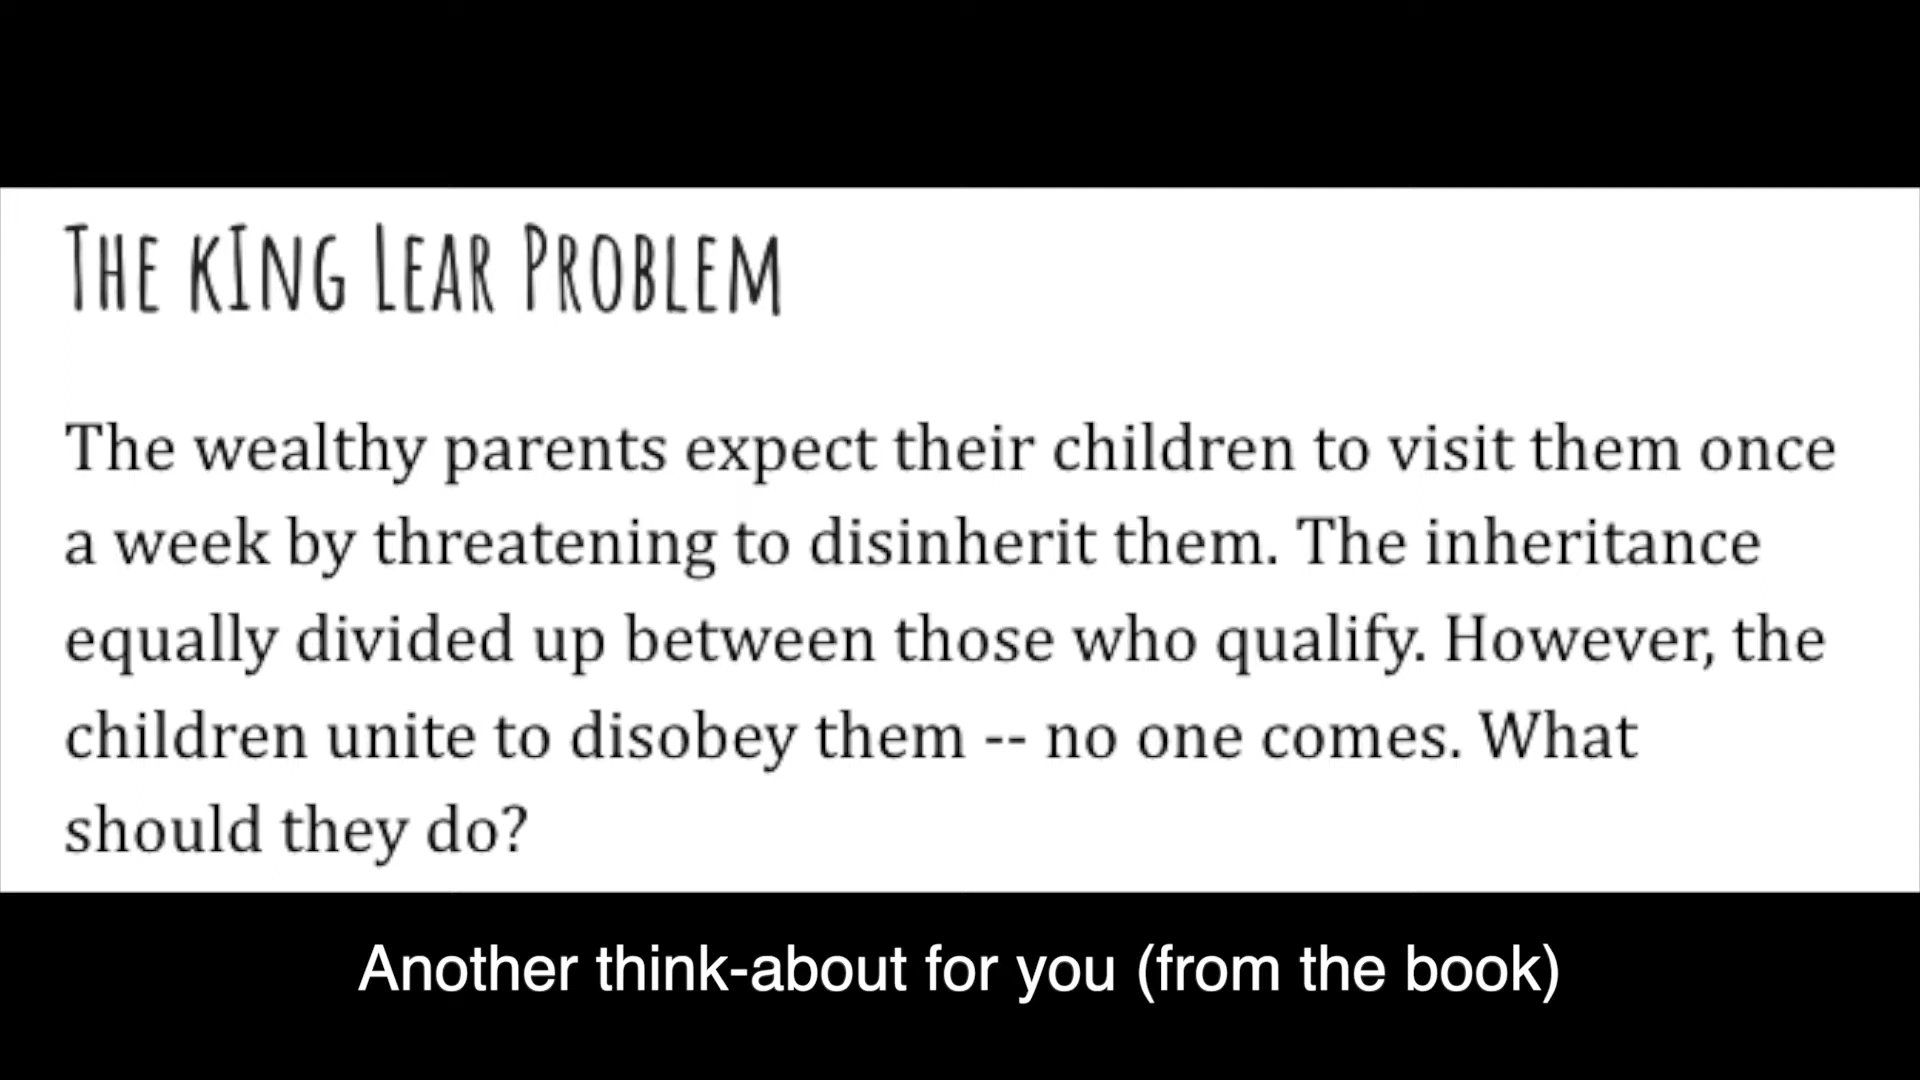 THE KING LEAR PROBLEM
The wealthy parents expect their children to visit them once
a week by threatening to disinherit them. The inheritance
equally divided up between those who qualify. However, the
children unite to disobey them -- no one comes. What
should they do?
Another think-about for you (from the book)